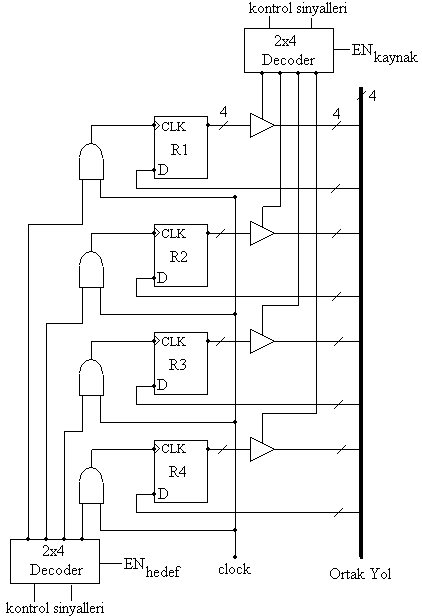 kontrol sinyalleri
2x4
Decoder
EN kaynak
4
4
4
CLK
R1
D
CLK
R2
D
CLK
R3
D
CLK
R4
D
2x4
Decoder
EN hedef
clock
Ortak Yol
kontrol sinyalleri